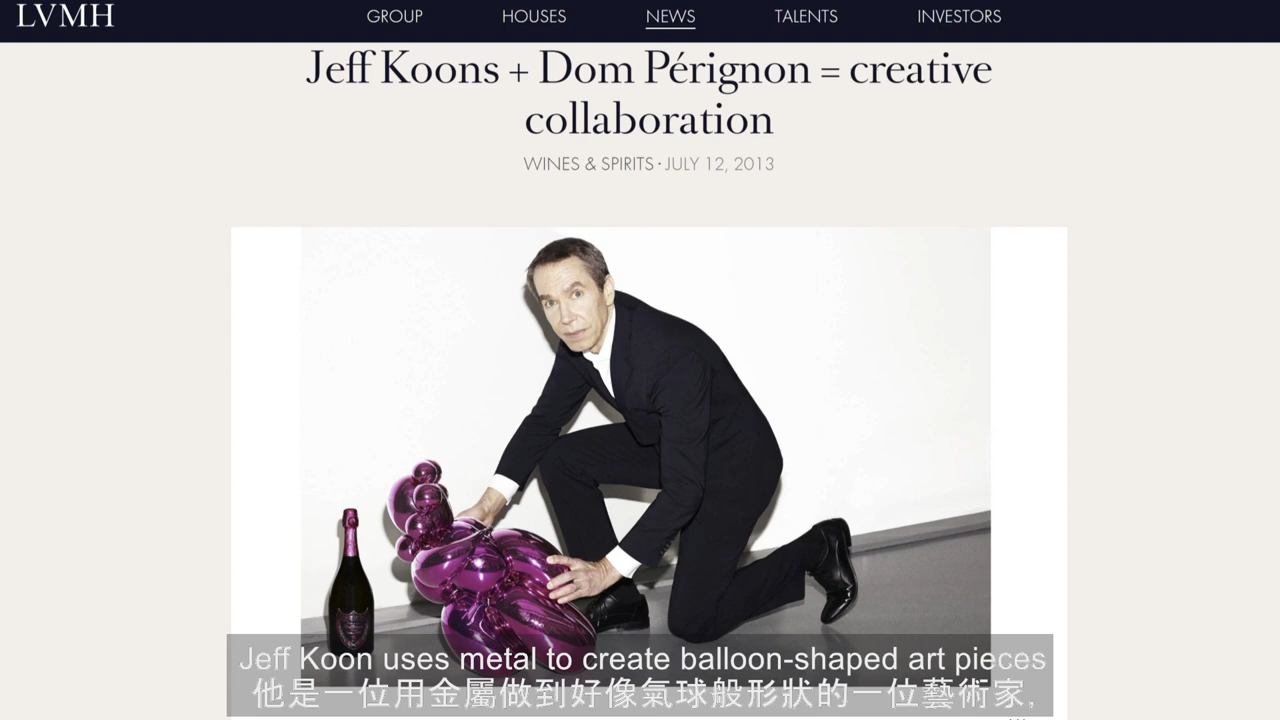 LVMH GROUP HOUSES NEWS TALENTS INVESTORS
Jeff Koons + Dom Pérignon = creative
collaboration
WINES & SPIRITS · JULY 12, 2013
Jeff Koon uses metal to create balloon-shaped art pieces
他是一位用金屬做到好像氣球般形狀的一位藝術家,